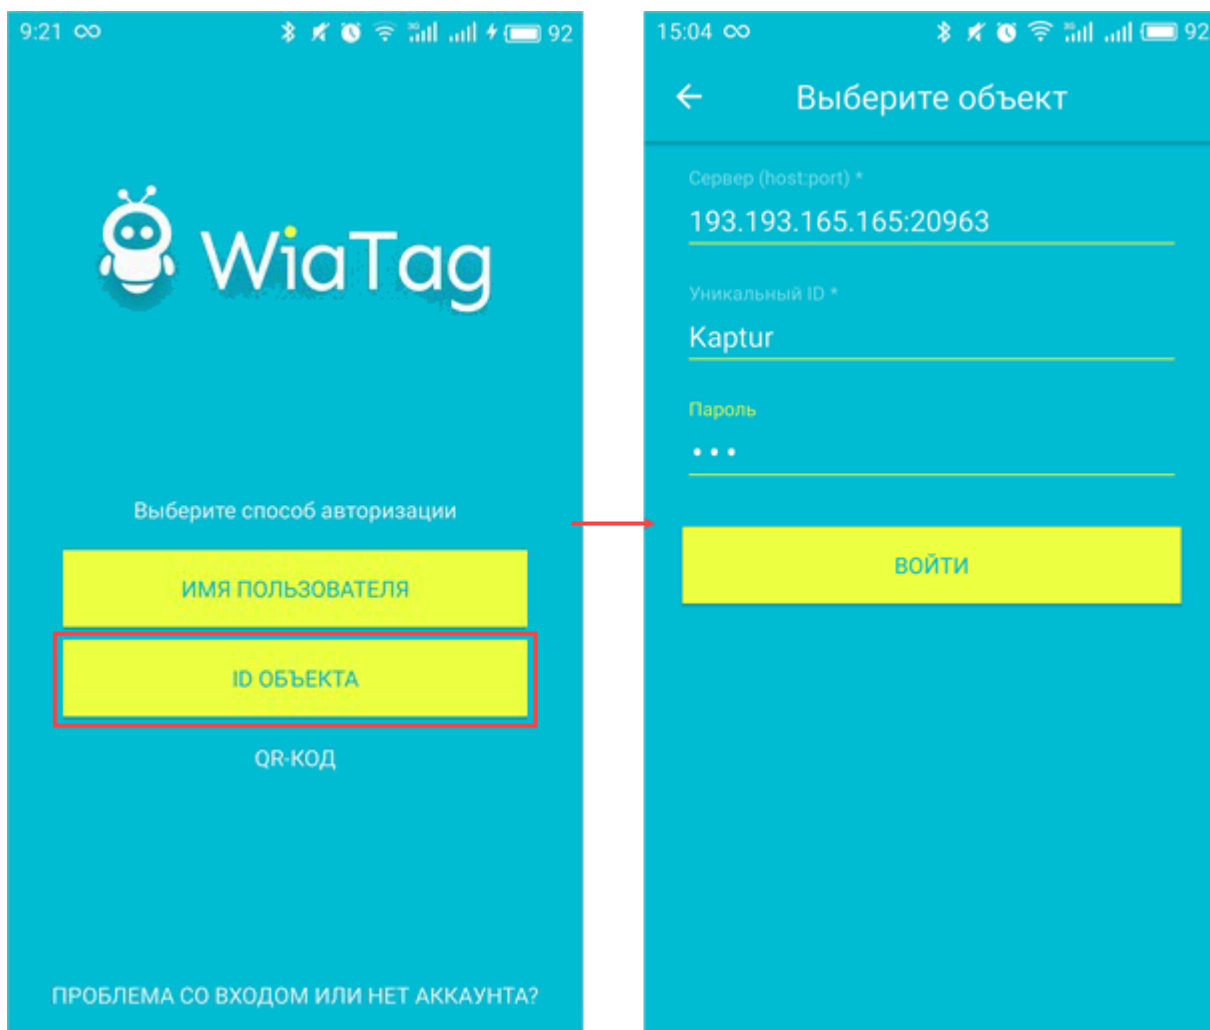 9:21
92
WiaTag
Выберите способ авторизации
ИМЯ ПОЛЬЗОВАТЕЛЯ
ID ОБЪЕКТА
QR-КОД
ПРОБЛЕМА СО ВХОДОМ ИЛИ НЕТ АККАУНТА?
15:04
92
Выберите объект
Сервер (host:port) *
193.193.165.165:20963
Уникальный ID *
Kaptur
Пароль
•••
ВОЙТИ